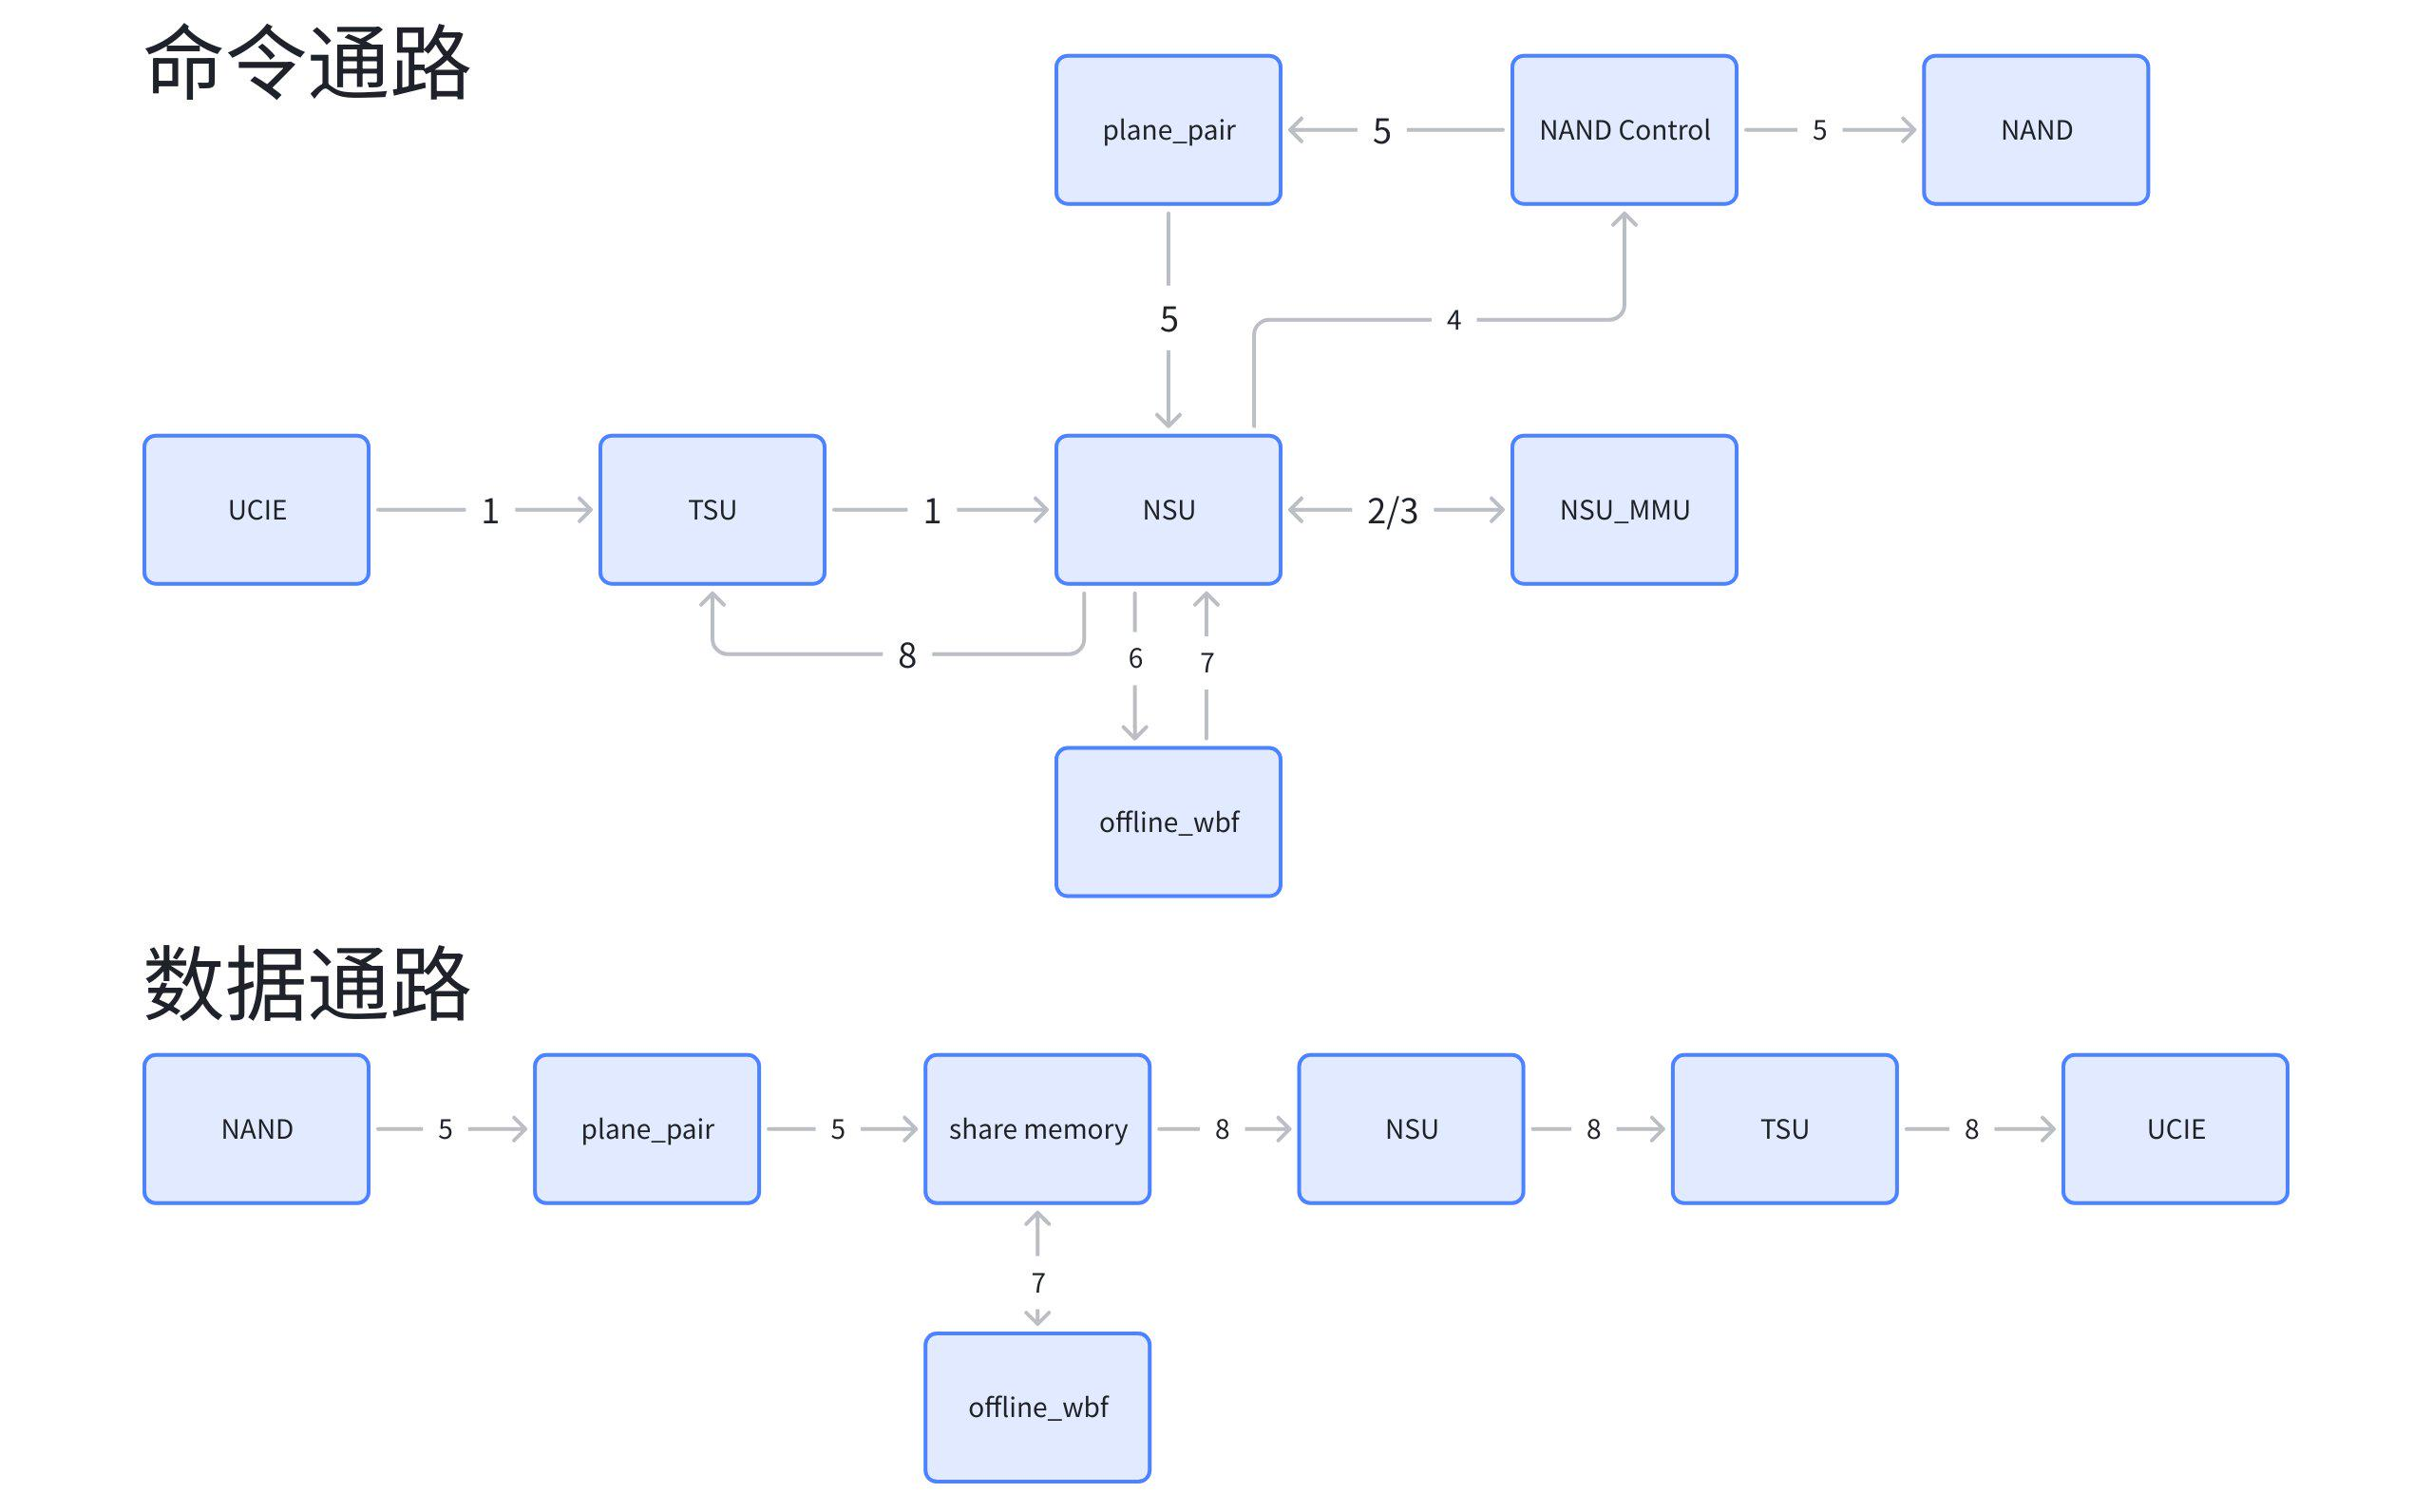 命令通路
plane_pair
5
NAND Control
5
NAND
5
4
UCIE
1
TSU
1
NSU
2/3
NSU_MMU
8
6
7
offline_wbf
数据通路
NAND
5
plane_pair
5
share memory
8
NSU
8
TSU
8
UCIE
7
offline_wbf